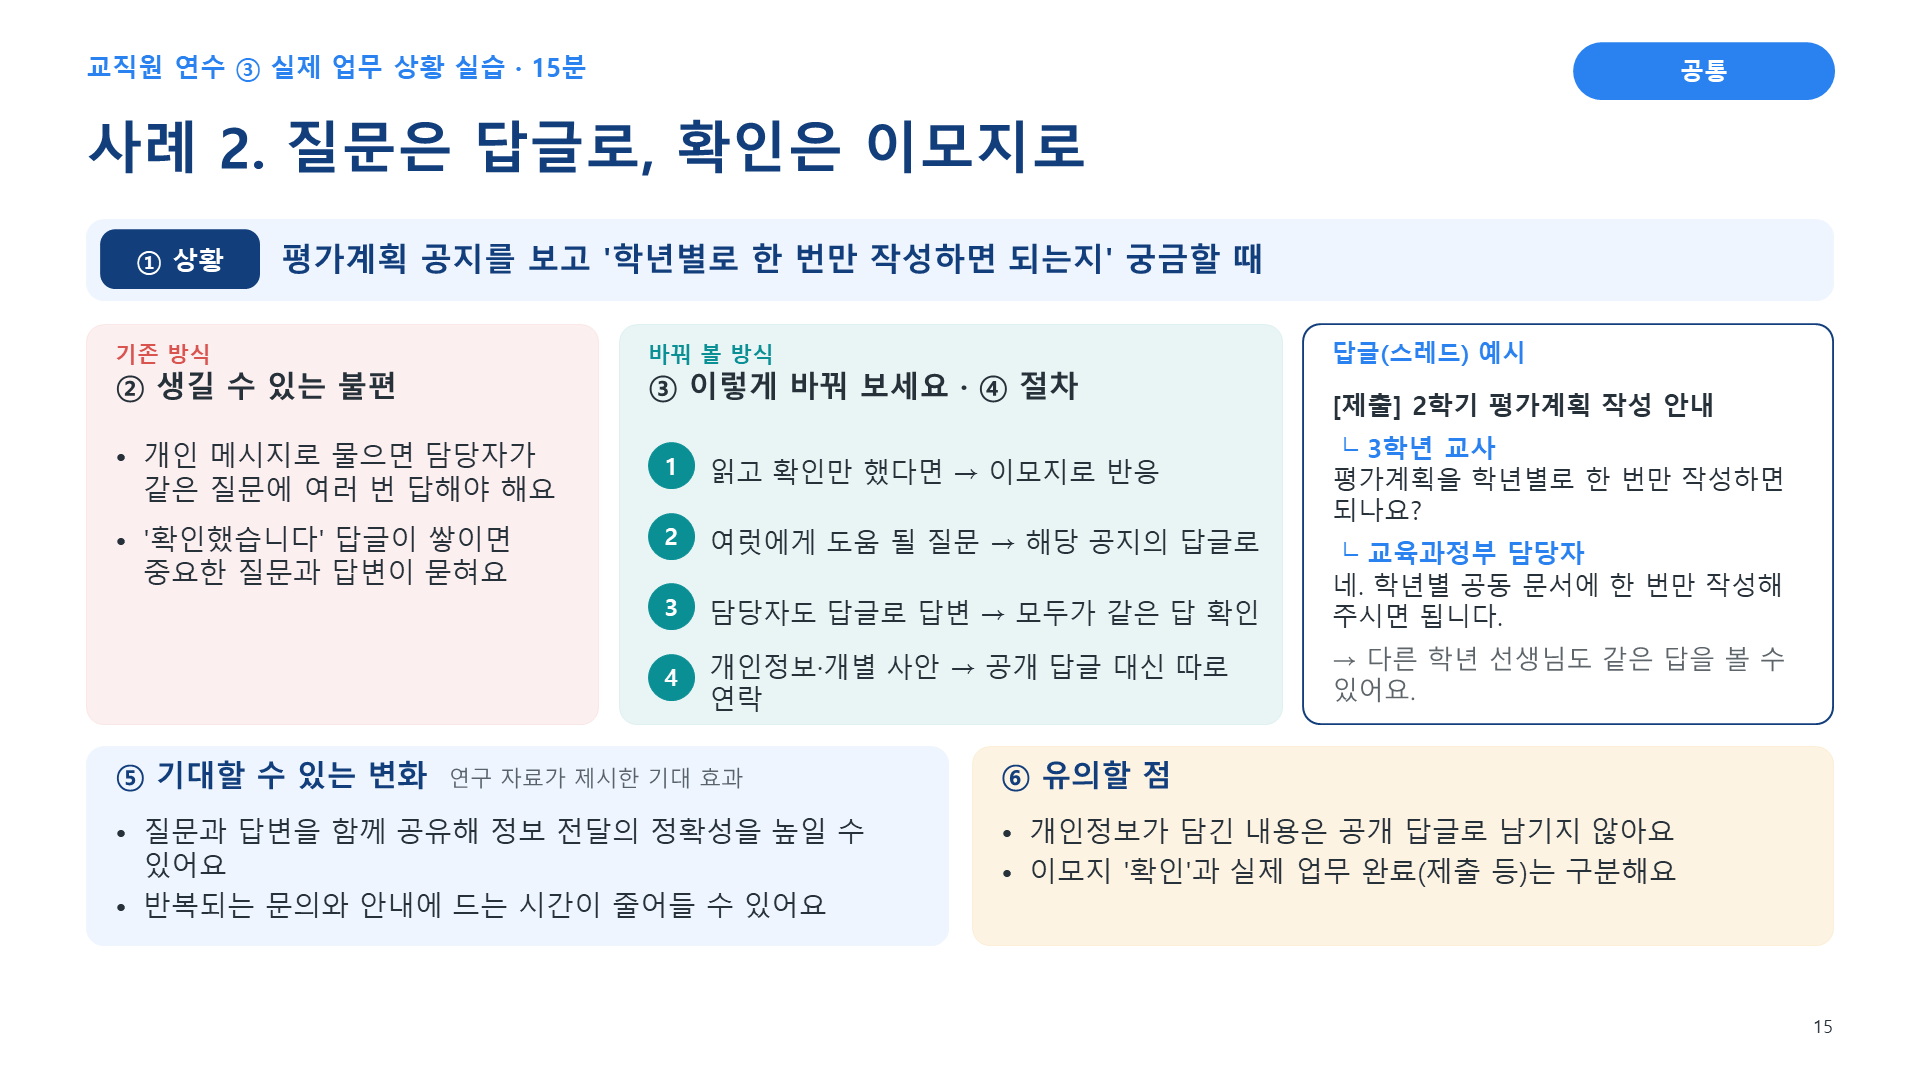 교직원 연수 ③ 실제 업무 상황 실습 · 15분
공통
사례 2. 질문은 답글로, 확인은 이모지로
① 상황
평가계획 공지를 보고 '학년별로 한 번만 작성하면 되는지' 궁금할 때
기존 방식
② 생길 수 있는 불편
• 개인 메시지로 물으면 담당자가
같은 질문에 여러 번 답해야 해요
• '확인했습니다' 답글이 쌓이면
중요한 질문과 답변이 묻혀요
바꿔 볼 방식
③ 이렇게 바꿔 보세요 · ④ 절차
1 읽고 확인만 했다면 → 이모지로 반응
2 여럿에게 도움 될 질문 → 해당 공지의 답글로
3 담당자도 답글로 답변 → 모두가 같은 답 확인
4 개인정보·개별 사안 → 공개 답글 대신 따로
연락
답글(스레드) 예시
[제출] 2학기 평가계획 작성 안내
└ 3학년 교사
평가계획을 학년별로 한 번만 작성하면
되나요?
└ 교육과정부 담당자
네. 학년별 공동 문서에 한 번만 작성해
주시면 됩니다.
→ 다른 학년 선생님도 같은 답을 볼 수
있어요.
⑤ 기대할 수 있는 변화 연구 자료가 제시한 기대 효과
• 질문과 답변을 함께 공유해 정보 전달의 정확성을 높일 수
있어요
• 반복되는 문의와 안내에 드는 시간이 줄어들 수 있어요
⑥ 유의할 점
• 개인정보가 담긴 내용은 공개 답글로 남기지 않아요
• 이모지 '확인'과 실제 업무 완료(제출 등)는 구분해요
15